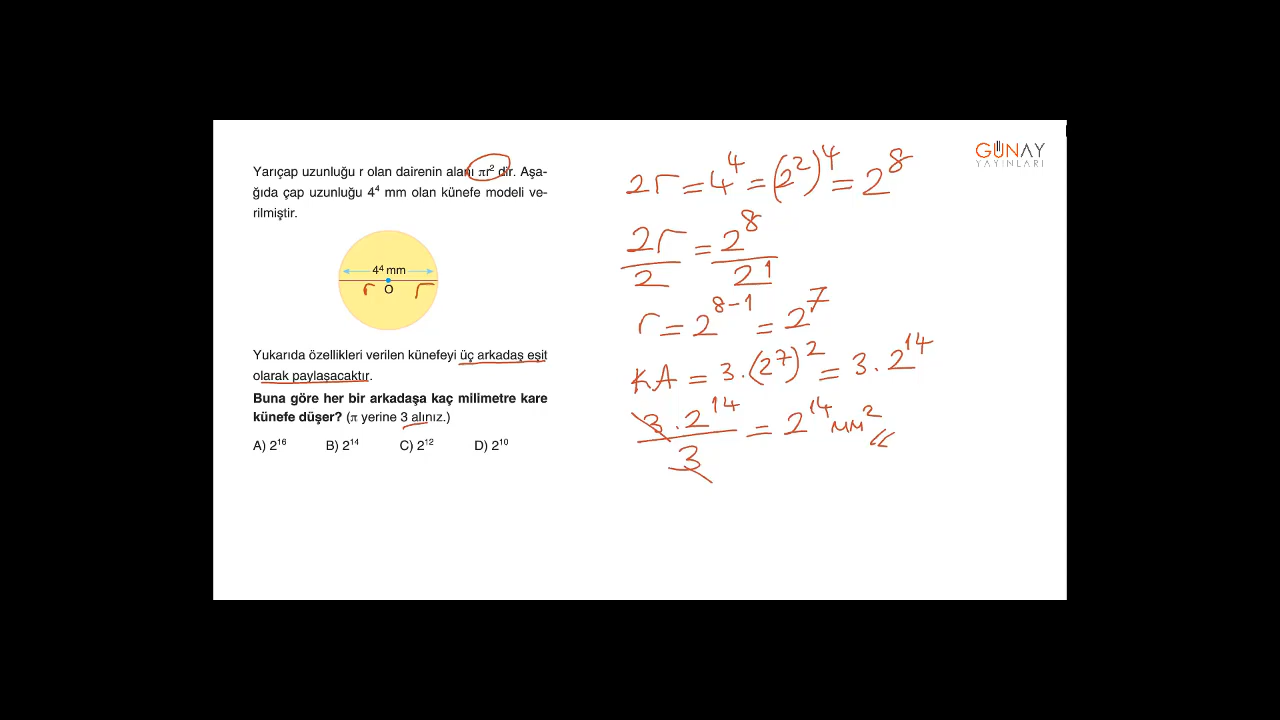 Yarıçap uzunluğu r olan dairenin alanı πr² dir. Aşa-
ğıda çap uzunluğu 4⁴ mm olan künefe modeli ve-
rilmiştir.
4⁴ mm
r O r
Yukarıda özellikleri verilen künefeyi üç arkadaş eşit
olarak paylaşacaktır.
Buna göre her bir arkadaşa kaç milimetre kare
künefe düşer? (π yerine 3 alınız.)
A) 2¹⁶ B) 2¹⁴ C) 2¹² D) 2¹⁰
GÜNAY
YAYINLARI
2r = 4⁴ = (2²)⁴ = 2⁸
2r/2 = 2⁸/2¹
r = 2⁸⁻¹ = 2⁷
KA = 3.(2⁷)² = 3.2¹⁴
3.2¹⁴/3 = 2¹⁴ mm²